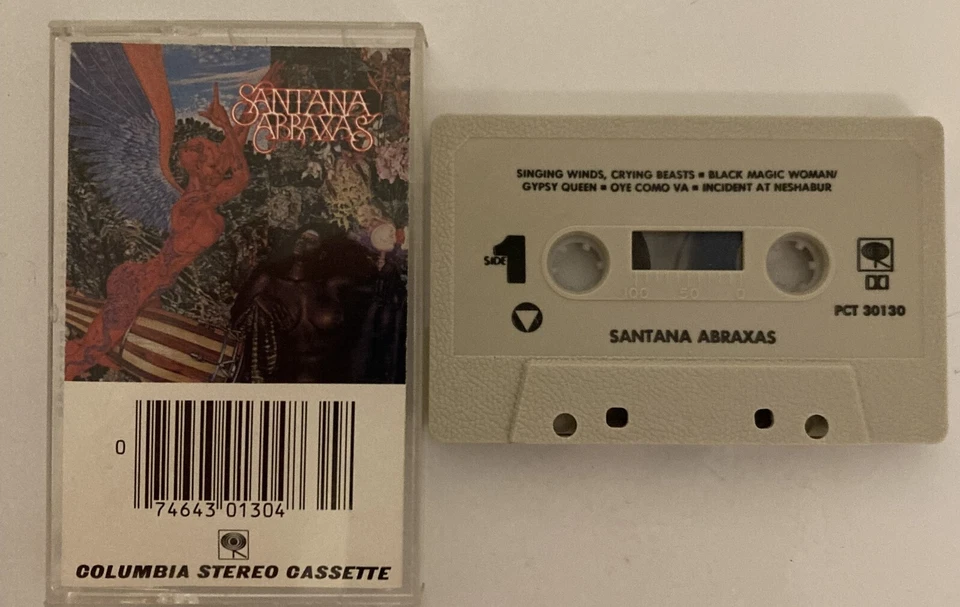 SANTANA
ABRAXAS
0
74643 01304
COLUMBIA STEREO CASSETTE
SINGING WINDS, CRYING BEASTS ▪ BLACK MAGIC WOMAN/
GYPSY QUEEN ▪ OYE COMO VA ▪ INCIDENT AT NESHABUR
SIDE 1
100 50 0
PCT 30130
SANTANA ABRAXAS